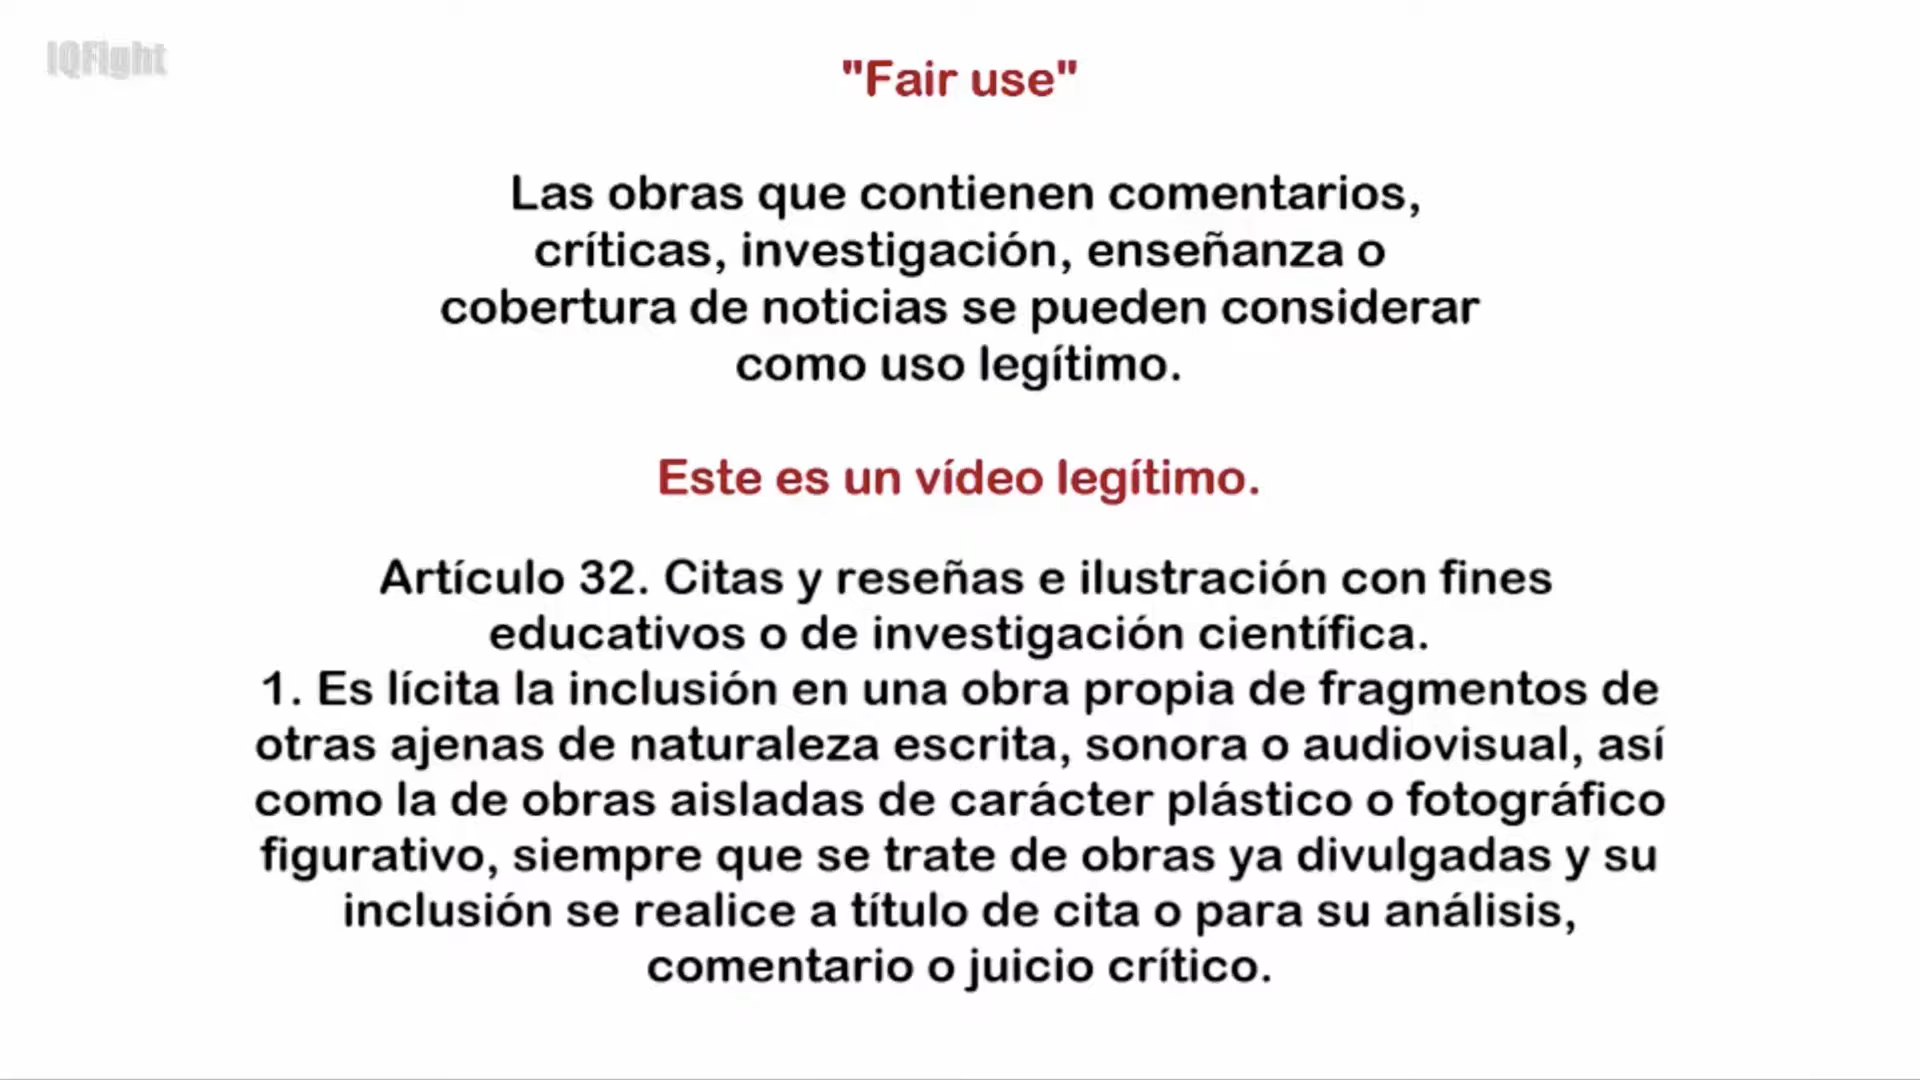 IQFight
"Fair use"
Las obras que contienen comentarios,
críticas, investigación, enseñanza o
cobertura de noticias se pueden considerar
como uso legítimo.
Este es un vídeo legítimo.
Artículo 32. Citas y reseñas e ilustración con fines
educativos o de investigación científica.
1. Es lícita la inclusión en una obra propia de fragmentos de
otras ajenas de naturaleza escrita, sonora o audiovisual, así
como la de obras aisladas de carácter plástico o fotográfico
figurativo, siempre que se trate de obras ya divulgadas y su
inclusión se realice a título de cita o para su análisis,
comentario o juicio crítico.